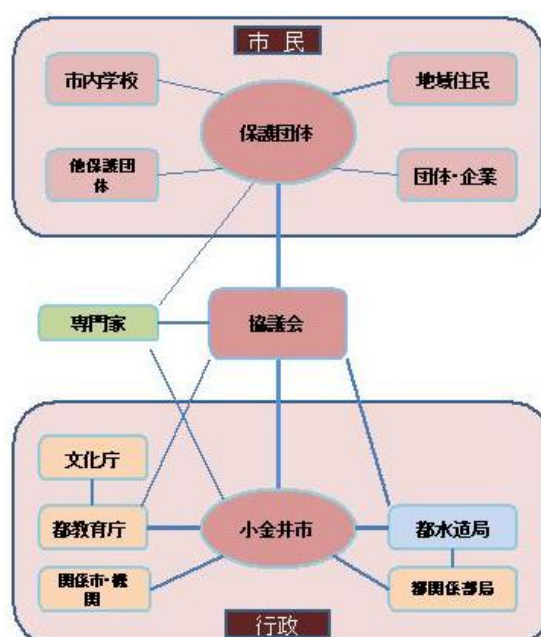 市 民
市内学校
地域住民
保護団体
他保護団
体
団体・企業
専門家
協議会
文化庁
都教育庁
小金井市
都水道局
関係市・機
関
都関係部局
行政